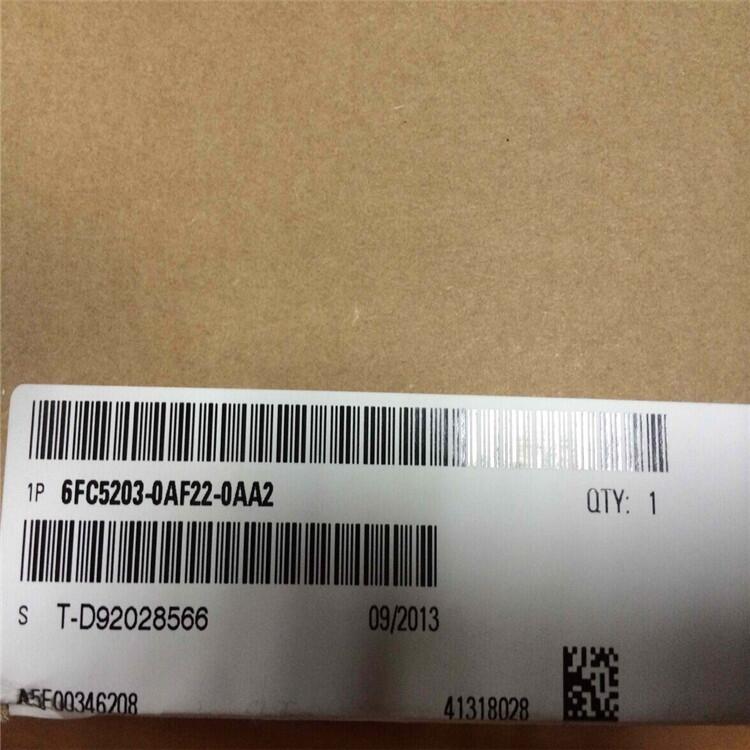 1P 6FC5203-0AF22-0AA2 QTY: 1
S T-D92028566 09/2013
A5E00346208 41318028